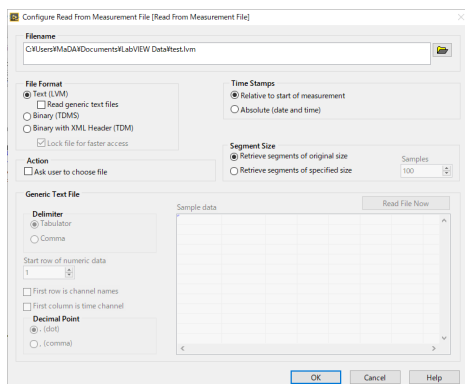 Configure Read From Measurement File [Read From Measurement File]
Filename
C:¥Users¥MaDA¥Documents¥LabVIEW Data¥test.lvm
File Format
Text (LVM)
Read generic text files
Binary (TDMS)
Binary with XML Header (TDM)
Lock file for faster access
Time Stamps
Relative to start of measurement
Absolute (date and time)
Action
Ask user to choose file
Segment Size
Retrieve segments of original size
Retrieve segments of specified size
Samples
100
Generic Text File
Delimiter
Tabulator
Comma
Start row of numeric data
1
First row is channel names
First column is time channel
Decimal Point
. (dot)
, (comma)
Sample data
Read File Now
OK Cancel Help